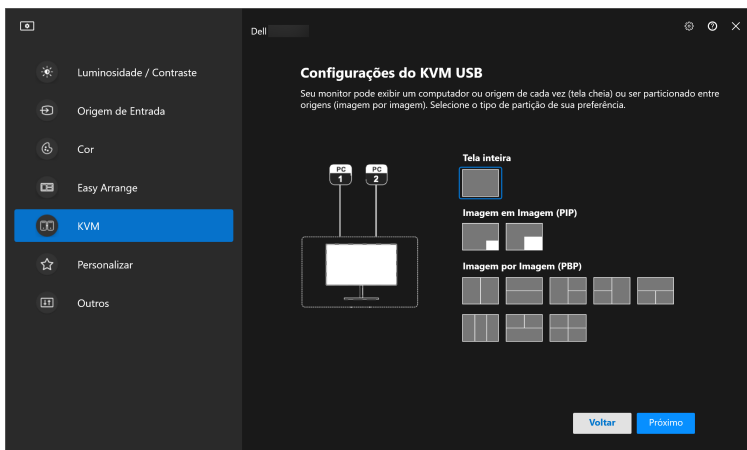 Dell
Luminosidade / Contraste
Origem de Entrada
Cor
Easy Arrange
KVM
Personalizar
Outros
Configurações do KVM USB
Seu monitor pode exibir um computador ou origem de cada vez (tela cheia) ou ser particionado entre
origens (imagem por imagem). Selecione o tipo de partição de sua preferência.
PC
1
PC
2
Tela inteira
Imagem em Imagem (PIP)
Imagem por Imagem (PBP)
Voltar
Próximo